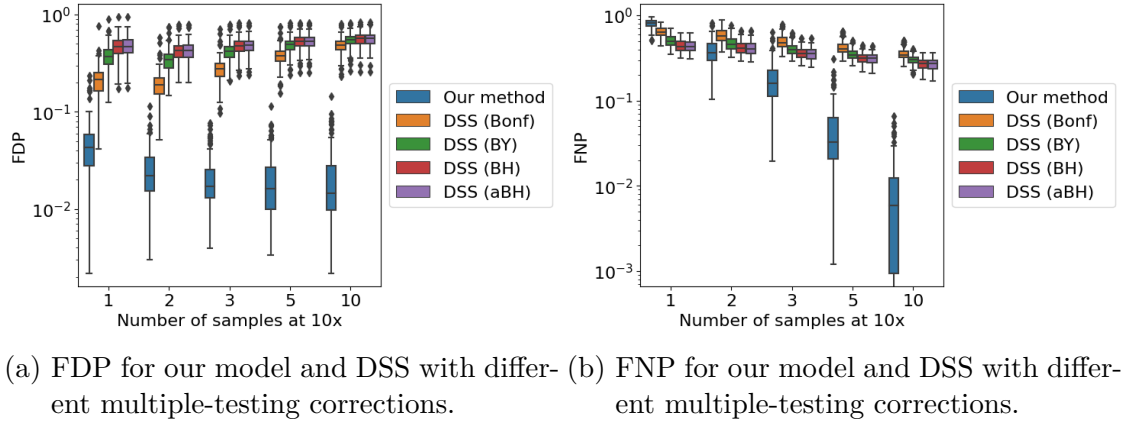 10⁰
10⁻¹
10⁻²
FDP
1 2 3 5 10
Number of samples at 10x
Our method
DSS (Bonf)
DSS (BY)
DSS (BH)
DSS (aBH)
10⁰
10⁻¹
10⁻²
10⁻³
FNP
1 2 3 5 10
Number of samples at 10x
Our method
DSS (Bonf)
DSS (BY)
DSS (BH)
DSS (aBH)
(a) FDP for our model and DSS with differ-
ent multiple-testing corrections.
(b) FNP for our model and DSS with differ-
ent multiple-testing corrections.